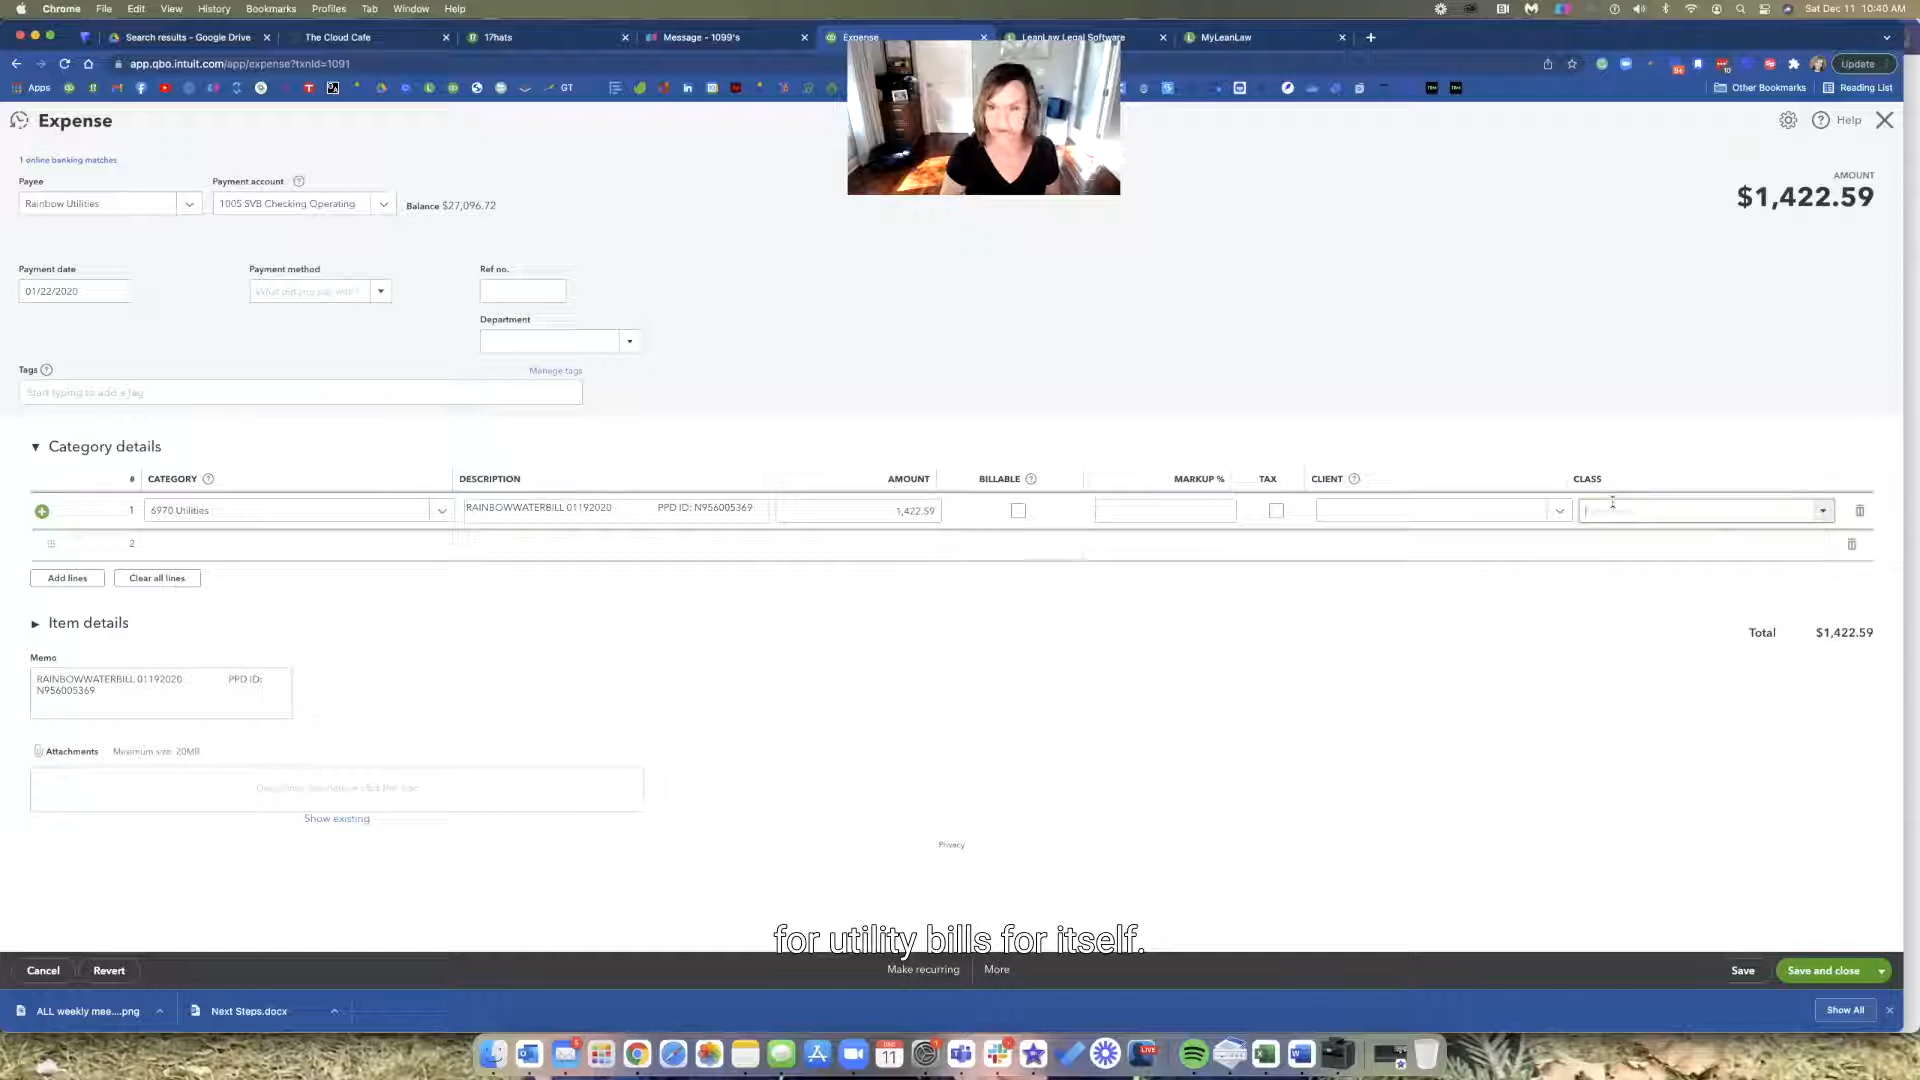 Chrome File Edit View History Bookmarks Profiles Tab Window Help Sat Dec 11 10:40 AM
Search results - Google Drive The Cloud Cafe 17hats Message - 1099's Expense LeanLaw Legal Software MyLeanLaw
app.qbo.intuit.com/app/expense?txnId=1091 Update
Apps GT Other Bookmarks Reading List
Expense Help
1 online banking matches
Payee Payment account AMOUNT
Rainbow Utilities 1005 SVB Checking Operating Balance $27,096.72 $1,422.59
Payment date Payment method Ref no.
01/22/2020 What did you pay with?
Department
Tags Manage tags
Start typing to add a tag
Category details
# CATEGORY DESCRIPTION AMOUNT BILLABLE MARKUP % TAX CLIENT CLASS
1 6970 Utilities RAINBOWWATERBILL 01192020 PPD ID: N956005369 1,422.59
2
Add lines Clear all lines
Item details
Total $1,422.59
Memo
RAINBOWWATERBILL 01192020 PPD ID:
N956005369
Attachments Maximum size: 20MB
Show existing
Privacy
for utility bills for itself.
Cancel Revert Make recurring More Save Save and close
ALL weekly mee....png Next Steps.docx Show All